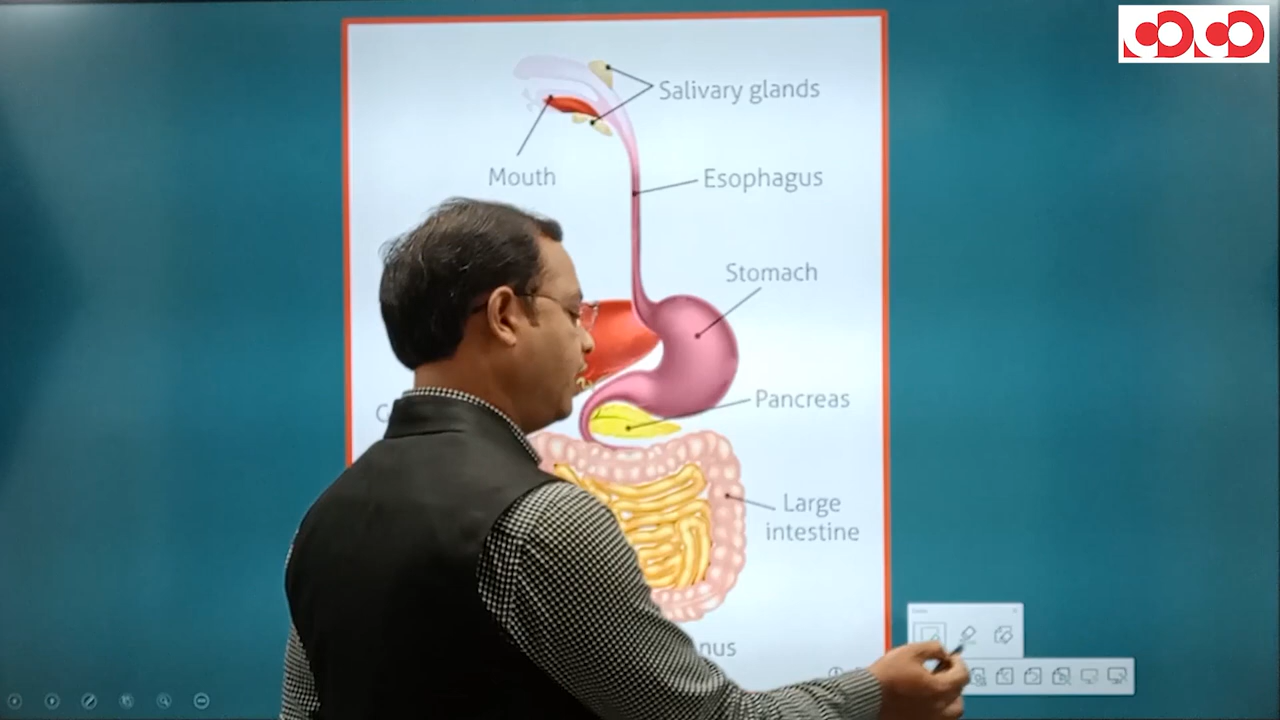 Salivary glands
Mouth
Esophagus
Stomach
Pancreas
Large
intestine